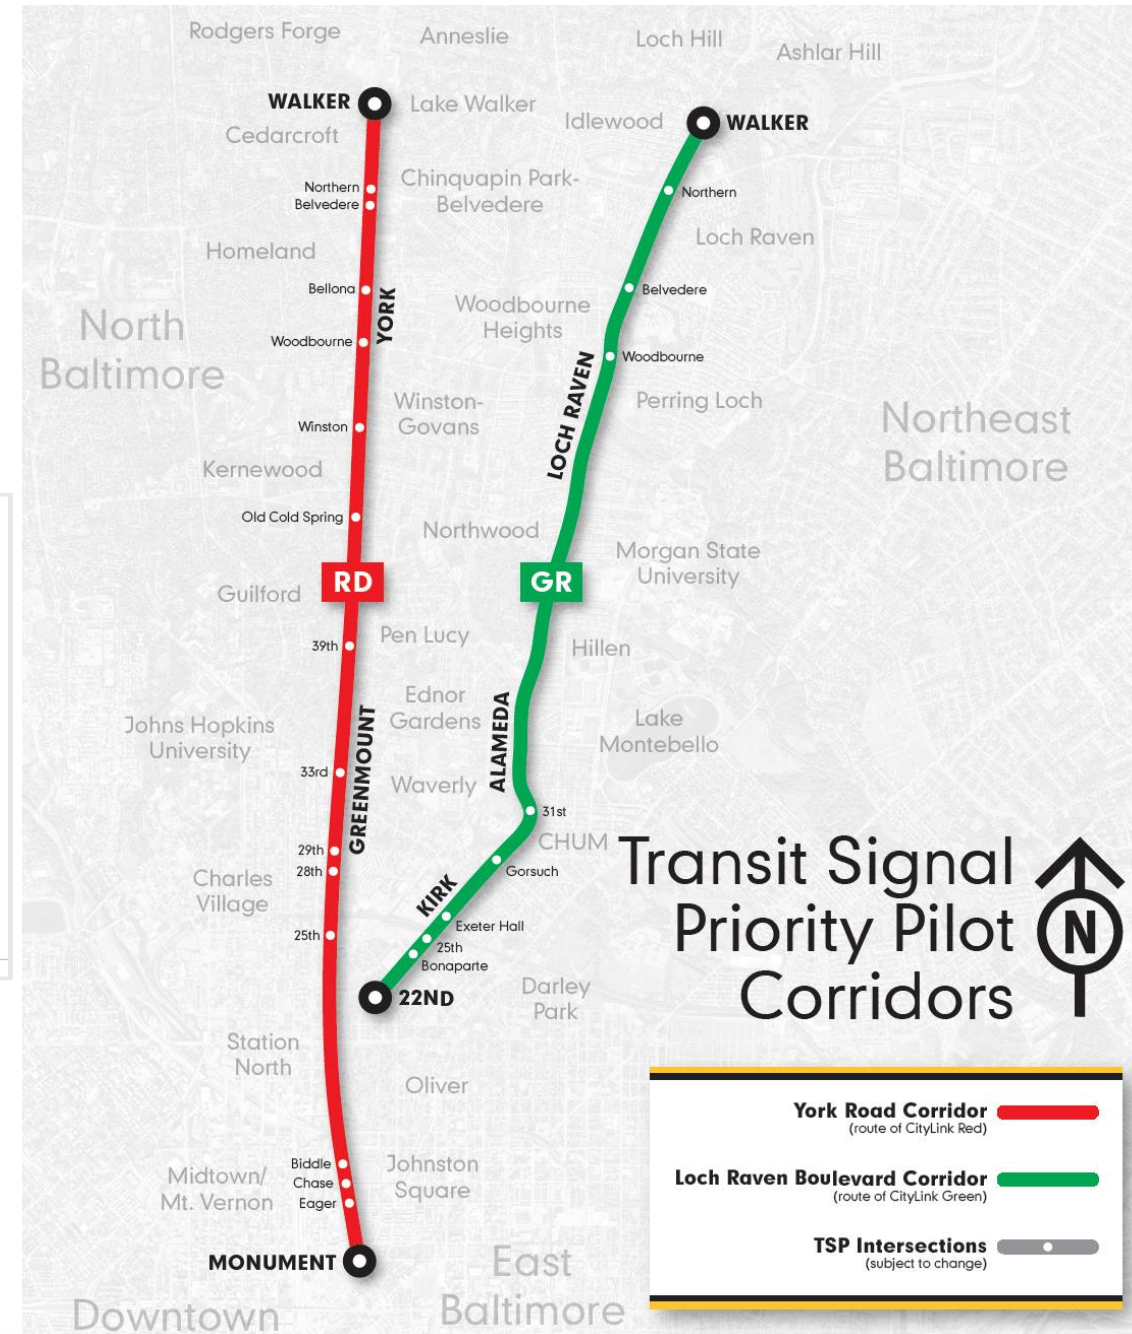 Rodgers Forge
Anneslie
Loch Hill
Ashlar Hill
WALKER
Lake Walker
Idlewood
WALKER
Cedarcroft
Northern
Belvedere
Chinquapin Park-
Belvedere
Northern
Homeland
Loch Raven
Bellona
YORK
Belvedere
North
Baltimore
Woodbourne
Heights
Woodbourne
LOCH RAVEN
Woodbourne
Winston-
Govans
Perring Loch
Northeast
Baltimore
Winston
Kernewood
Old Cold Spring
Northwood
Morgan State
University
RD
GR
Guilford
39th
Pen Lucy
Hillen
Ednor
Gardens
ALAMEDA
Lake
Montebello
Johns Hopkins
University
GREENMOUNT
33rd
Waverly
31st
CHUM
29th
28th
Gorsuch
Charles
Village
KIRK
Exeter Hall
25th
25th
Bonaparte
22ND
Darley
Park
Transit Signal
Priority Pilot
Corridors
N
Station
North
Oliver
Biddle
Chase
Eager
Johnston
Square
Midtown/
Mt. Vernon
MONUMENT
East
Baltimore
Downtown
York Road Corridor
(route of CityLink Red)
Loch Raven Boulevard Corridor
(route of CityLink Green)
TSP Intersections
(subject to change)